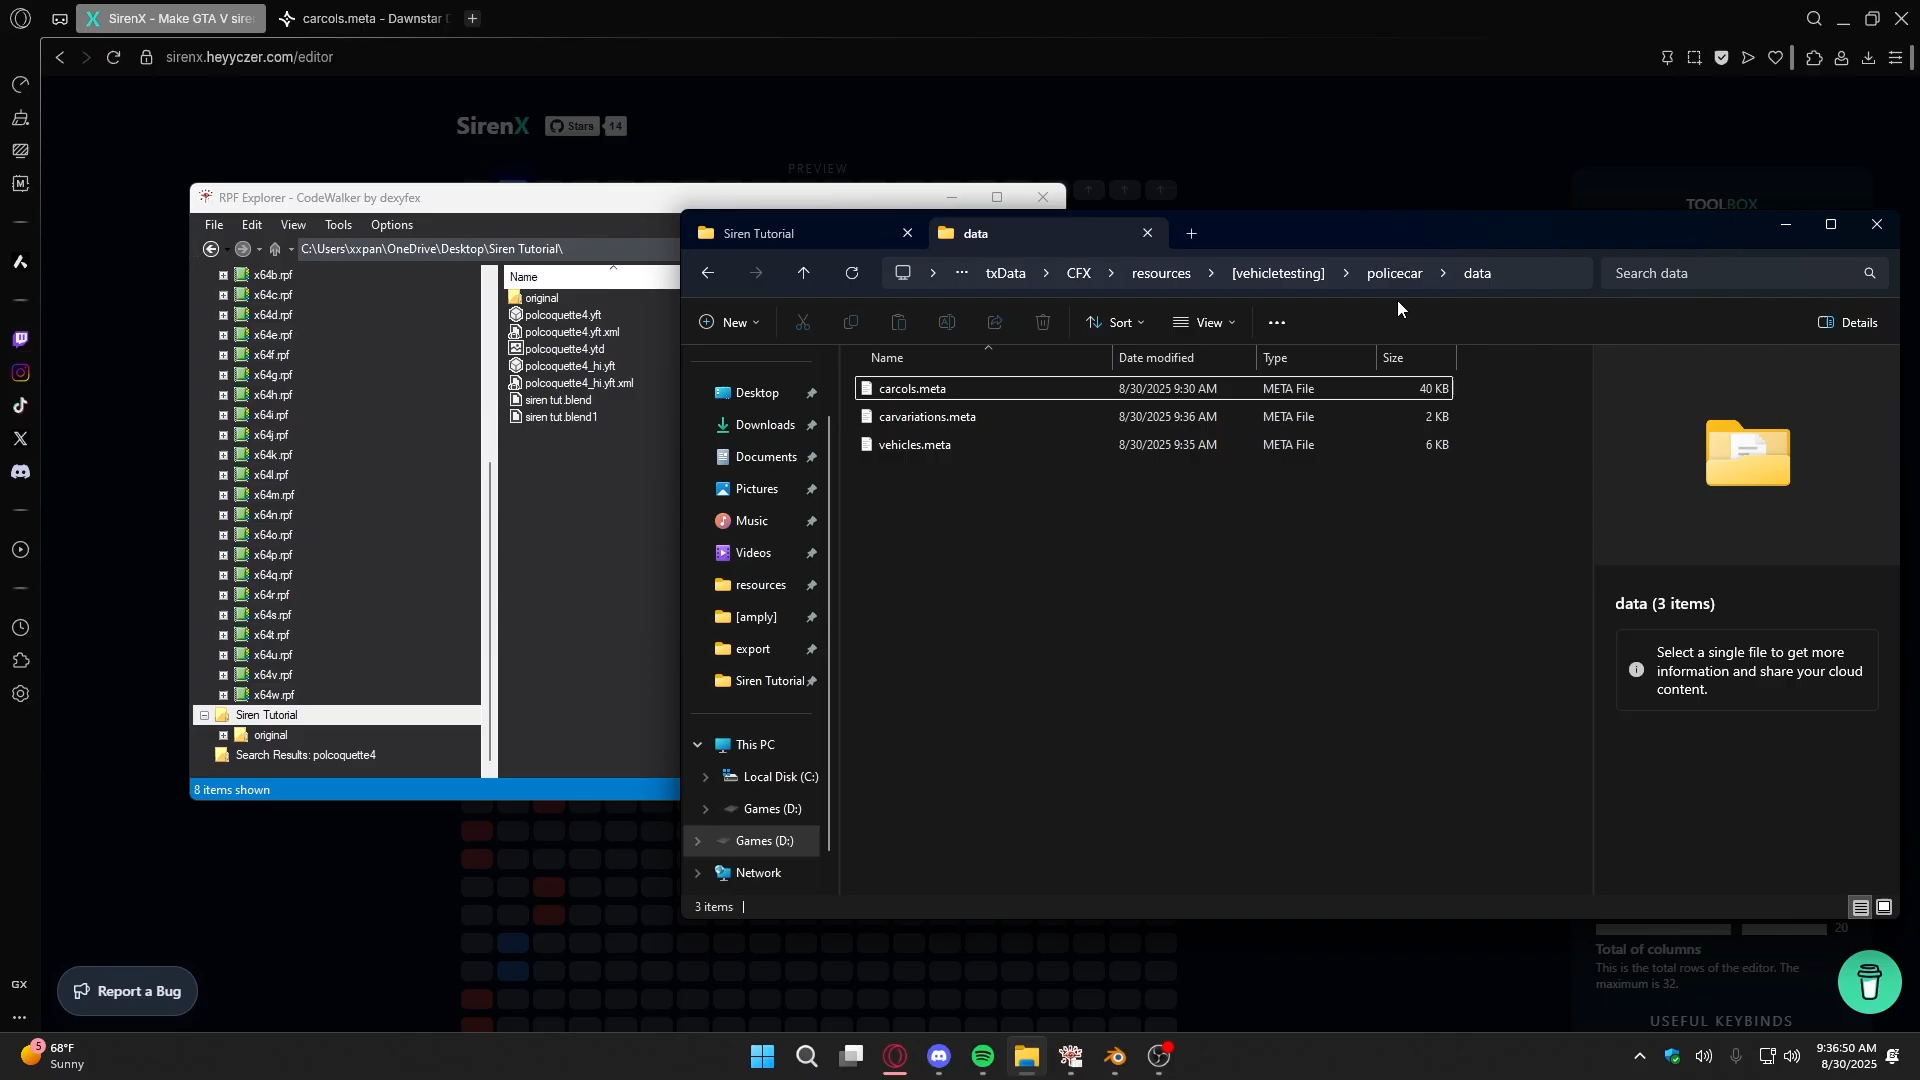 SirenX - Make GTA V sire
carcols.meta - Dawnstar
sirenx.heyyczer.com/editor
SirenX
Stars 14
PREVIEW
TOOLBOX
RPF Explorer - CodeWalker by dexyfex
File Edit View Tools Options
C:\Users\xxpan\OneDrive\Desktop\Siren Tutorial\
x64b.rpf
x64c.rpf
x64d.rpf
x64e.rpf
x64f.rpf
x64g.rpf
x64h.rpf
x64i.rpf
x64j.rpf
x64k.rpf
x64l.rpf
x64m.rpf
x64n.rpf
x64o.rpf
x64p.rpf
x64q.rpf
x64r.rpf
x64s.rpf
x64t.rpf
x64u.rpf
x64v.rpf
x64w.rpf
Siren Tutorial
original
Search Results: polcoquette4
8 items shown
Name
original
polcoquette4.yft
polcoquette4.yft.xml
polcoquette4.ytd
polcoquette4_hi.yft
polcoquette4_hi.yft.xml
siren tut.blend
siren tut.blend1
Siren Tutorial
data
txData CFX resources [vehicletesting] policecar data
Search data
New
Sort
View
Details
Name Date modified Type Size
carcols.meta 8/30/2025 9:30 AM META File 40 KB
carvariations.meta 8/30/2025 9:36 AM META File 2 KB
vehicles.meta 8/30/2025 9:35 AM META File 6 KB
Desktop
Downloads
Documents
Pictures
Music
Videos
resources
[amply]
export
Siren Tutorial
This PC
Local Disk (C:)
Games (D:)
Games (D:)
Network
3 items
data (3 items)
Select a single file to get more
information and share your cloud
content.
20
Total of columns
This is the total rows of the editor. The
maximum is 32.
USEFUL KEYBINDS
GX
Report a Bug
5
68°F
Sunny
9:36:50 AM
8/30/2025